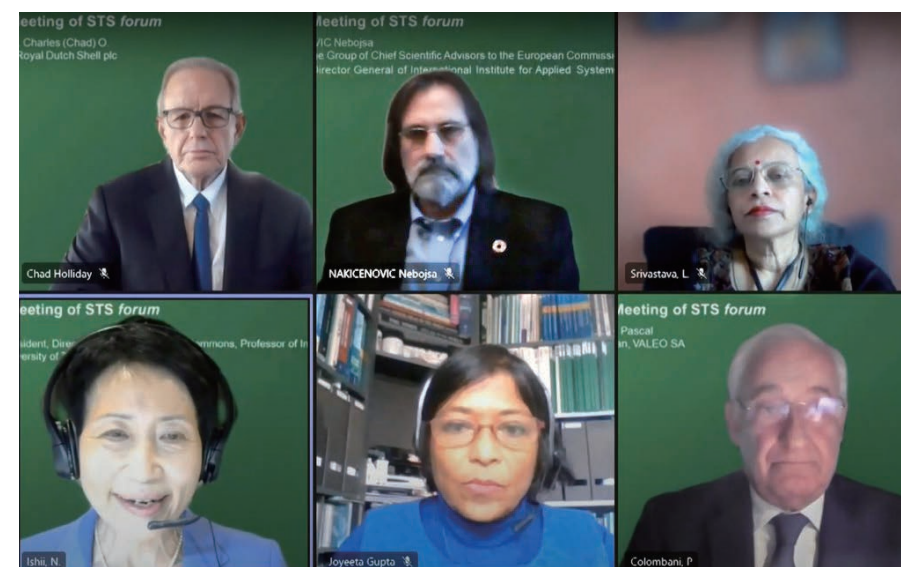 Meeting of STS forum
Charles (Chad) O
Royal Dutch Shell plc
Chad Holliday
Meeting of STS forum
VIC Nebojsa
e Group of Chief Scientific Advisors to the European Commiss
Director General of International Institute for Applied System
NAKICENOVIC Nebojsa
Srivastava, L.
Meeting of STS forum
sident, Dire mmons, Professor of In
ersity of
Ishii, N.
Joyeeta Gupta
Meeting of STS forum
Pascal
an, VALEO SA
Colombani, P